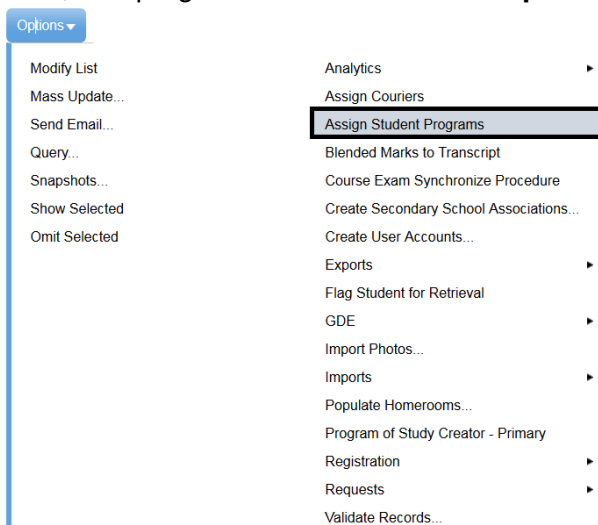 Options
Modify List
Mass Update...
Send Email...
Query...
Snapshots...
Show Selected
Omit Selected
Analytics
Assign Couriers
Assign Student Programs
Blended Marks to Transcript
Course Exam Synchronize Procedure
Create Secondary School Associations...
Create User Accounts...
Exports
Flag Student for Retrieval
GDE
Import Photos...
Imports
Populate Homerooms...
Program of Study Creator - Primary
Registration
Requests
Validate Records...